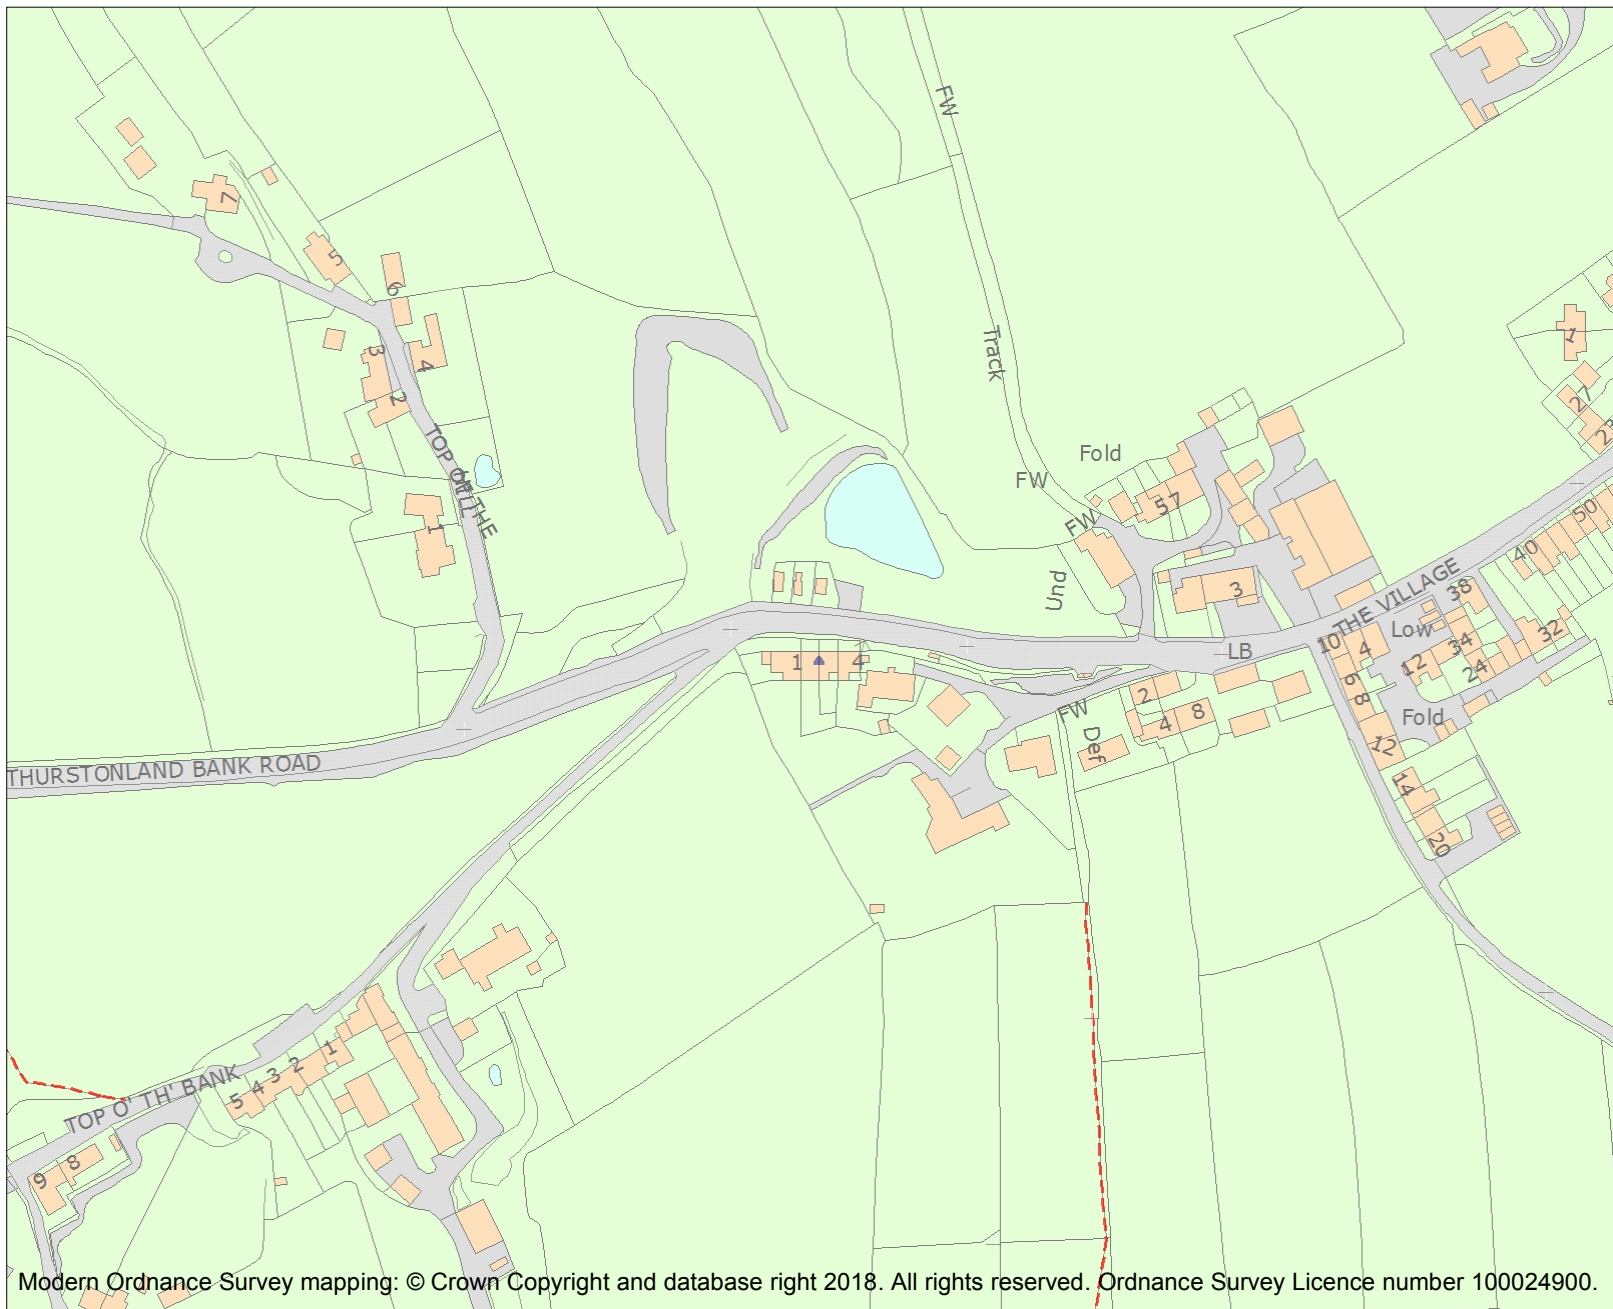 FW
7
5
6
Track
1
3
4
2
27
TOP O' THE
HILL
Fold
FW
57
50
1
FW
40
Und
3
38
THE VILLAGE
10
4
Low
32
LB
34
1
4
12
24
6
2
8
FW
4
8
Fold
Def
12
THURSTONLAND BANK ROAD
14
20
1
2
3
4
5
TOP O' TH' BANK
8
9
Modern Ordnance Survey mapping: © Crown Copyright and database right 2018. All rights reserved. Ordnance Survey Licence number 100024900.